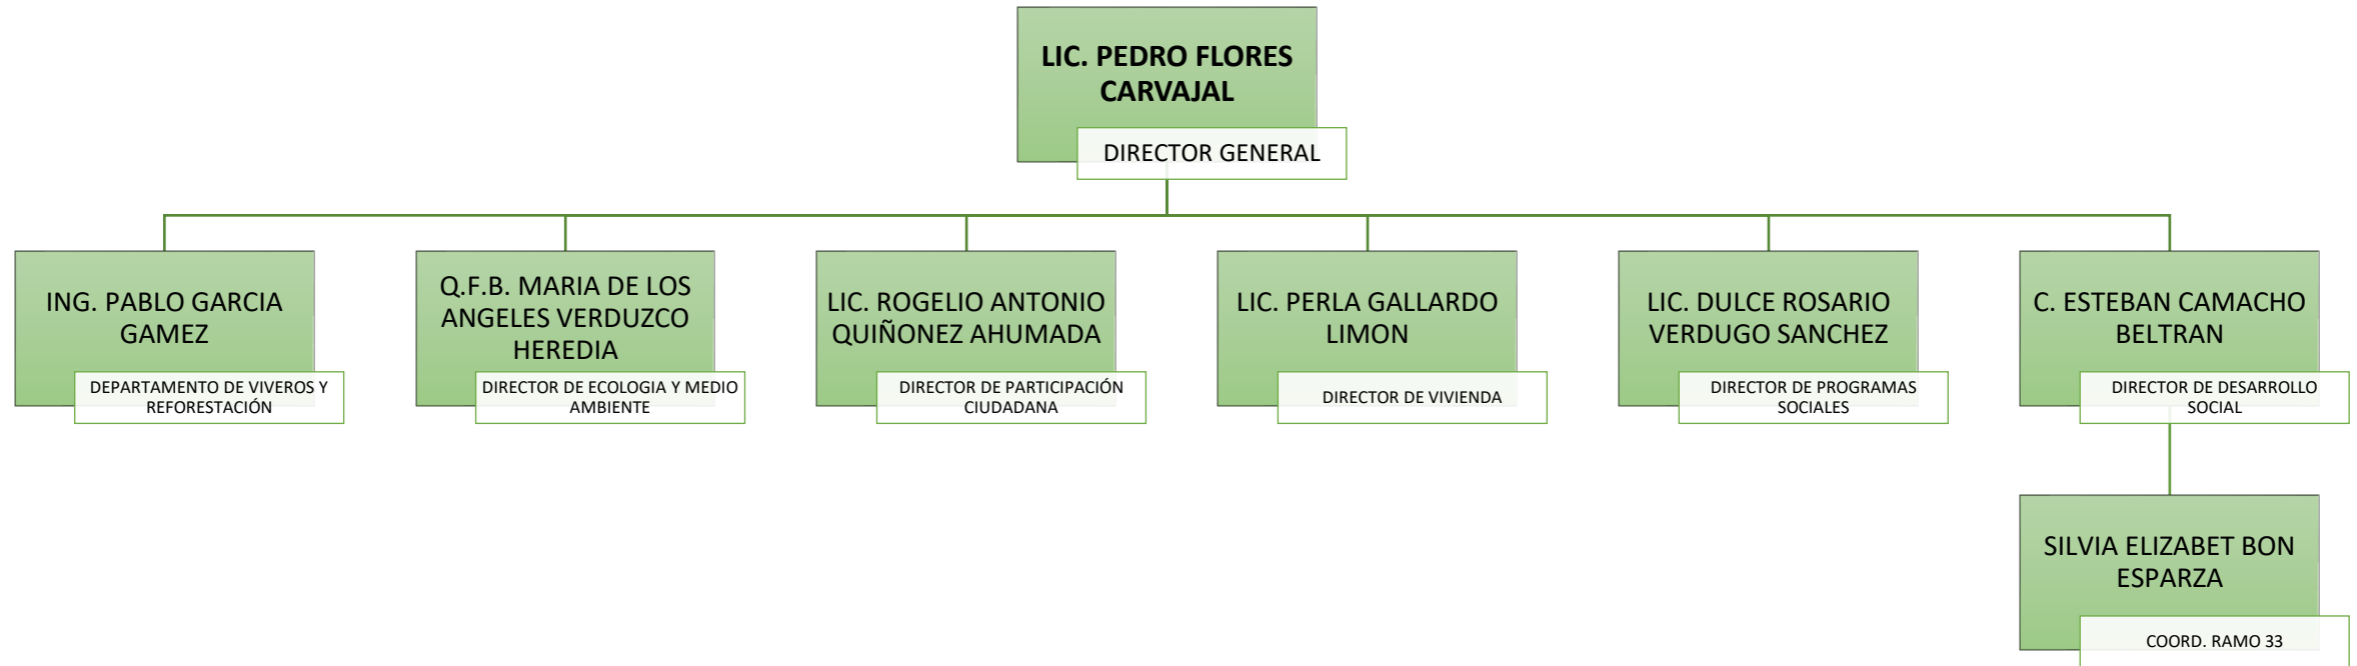 LIC. PEDRO FLORES
CARVAJAL
DIRECTOR GENERAL
ING. PABLO GARCIA
GAMEZ
DEPARTAMENTO DE VIVEROS Y
REFORESTACIÓN
Q.F.B. MARIA DE LOS
ANGELES VERDUZCO
HEREDIA
DIRECTOR DE ECOLOGIA Y MEDIO
AMBIENTE
LIC. ROGELIO ANTONIO
QUIÑONEZ AHUMADA
DIRECTOR DE PARTICIPACIÓN
CIUDADANA
LIC. PERLA GALLARDO
LIMON
DIRECTOR DE VIVIENDA
LIC. DULCE ROSARIO
VERDUGO SANCHEZ
DIRECTOR DE PROGRAMAS
SOCIALES
C. ESTEBAN CAMACHO
BELTRAN
DIRECTOR DE DESARROLLO
SOCIAL
SILVIA ELIZABET BON
ESPARZA
COORD. RAMO 33